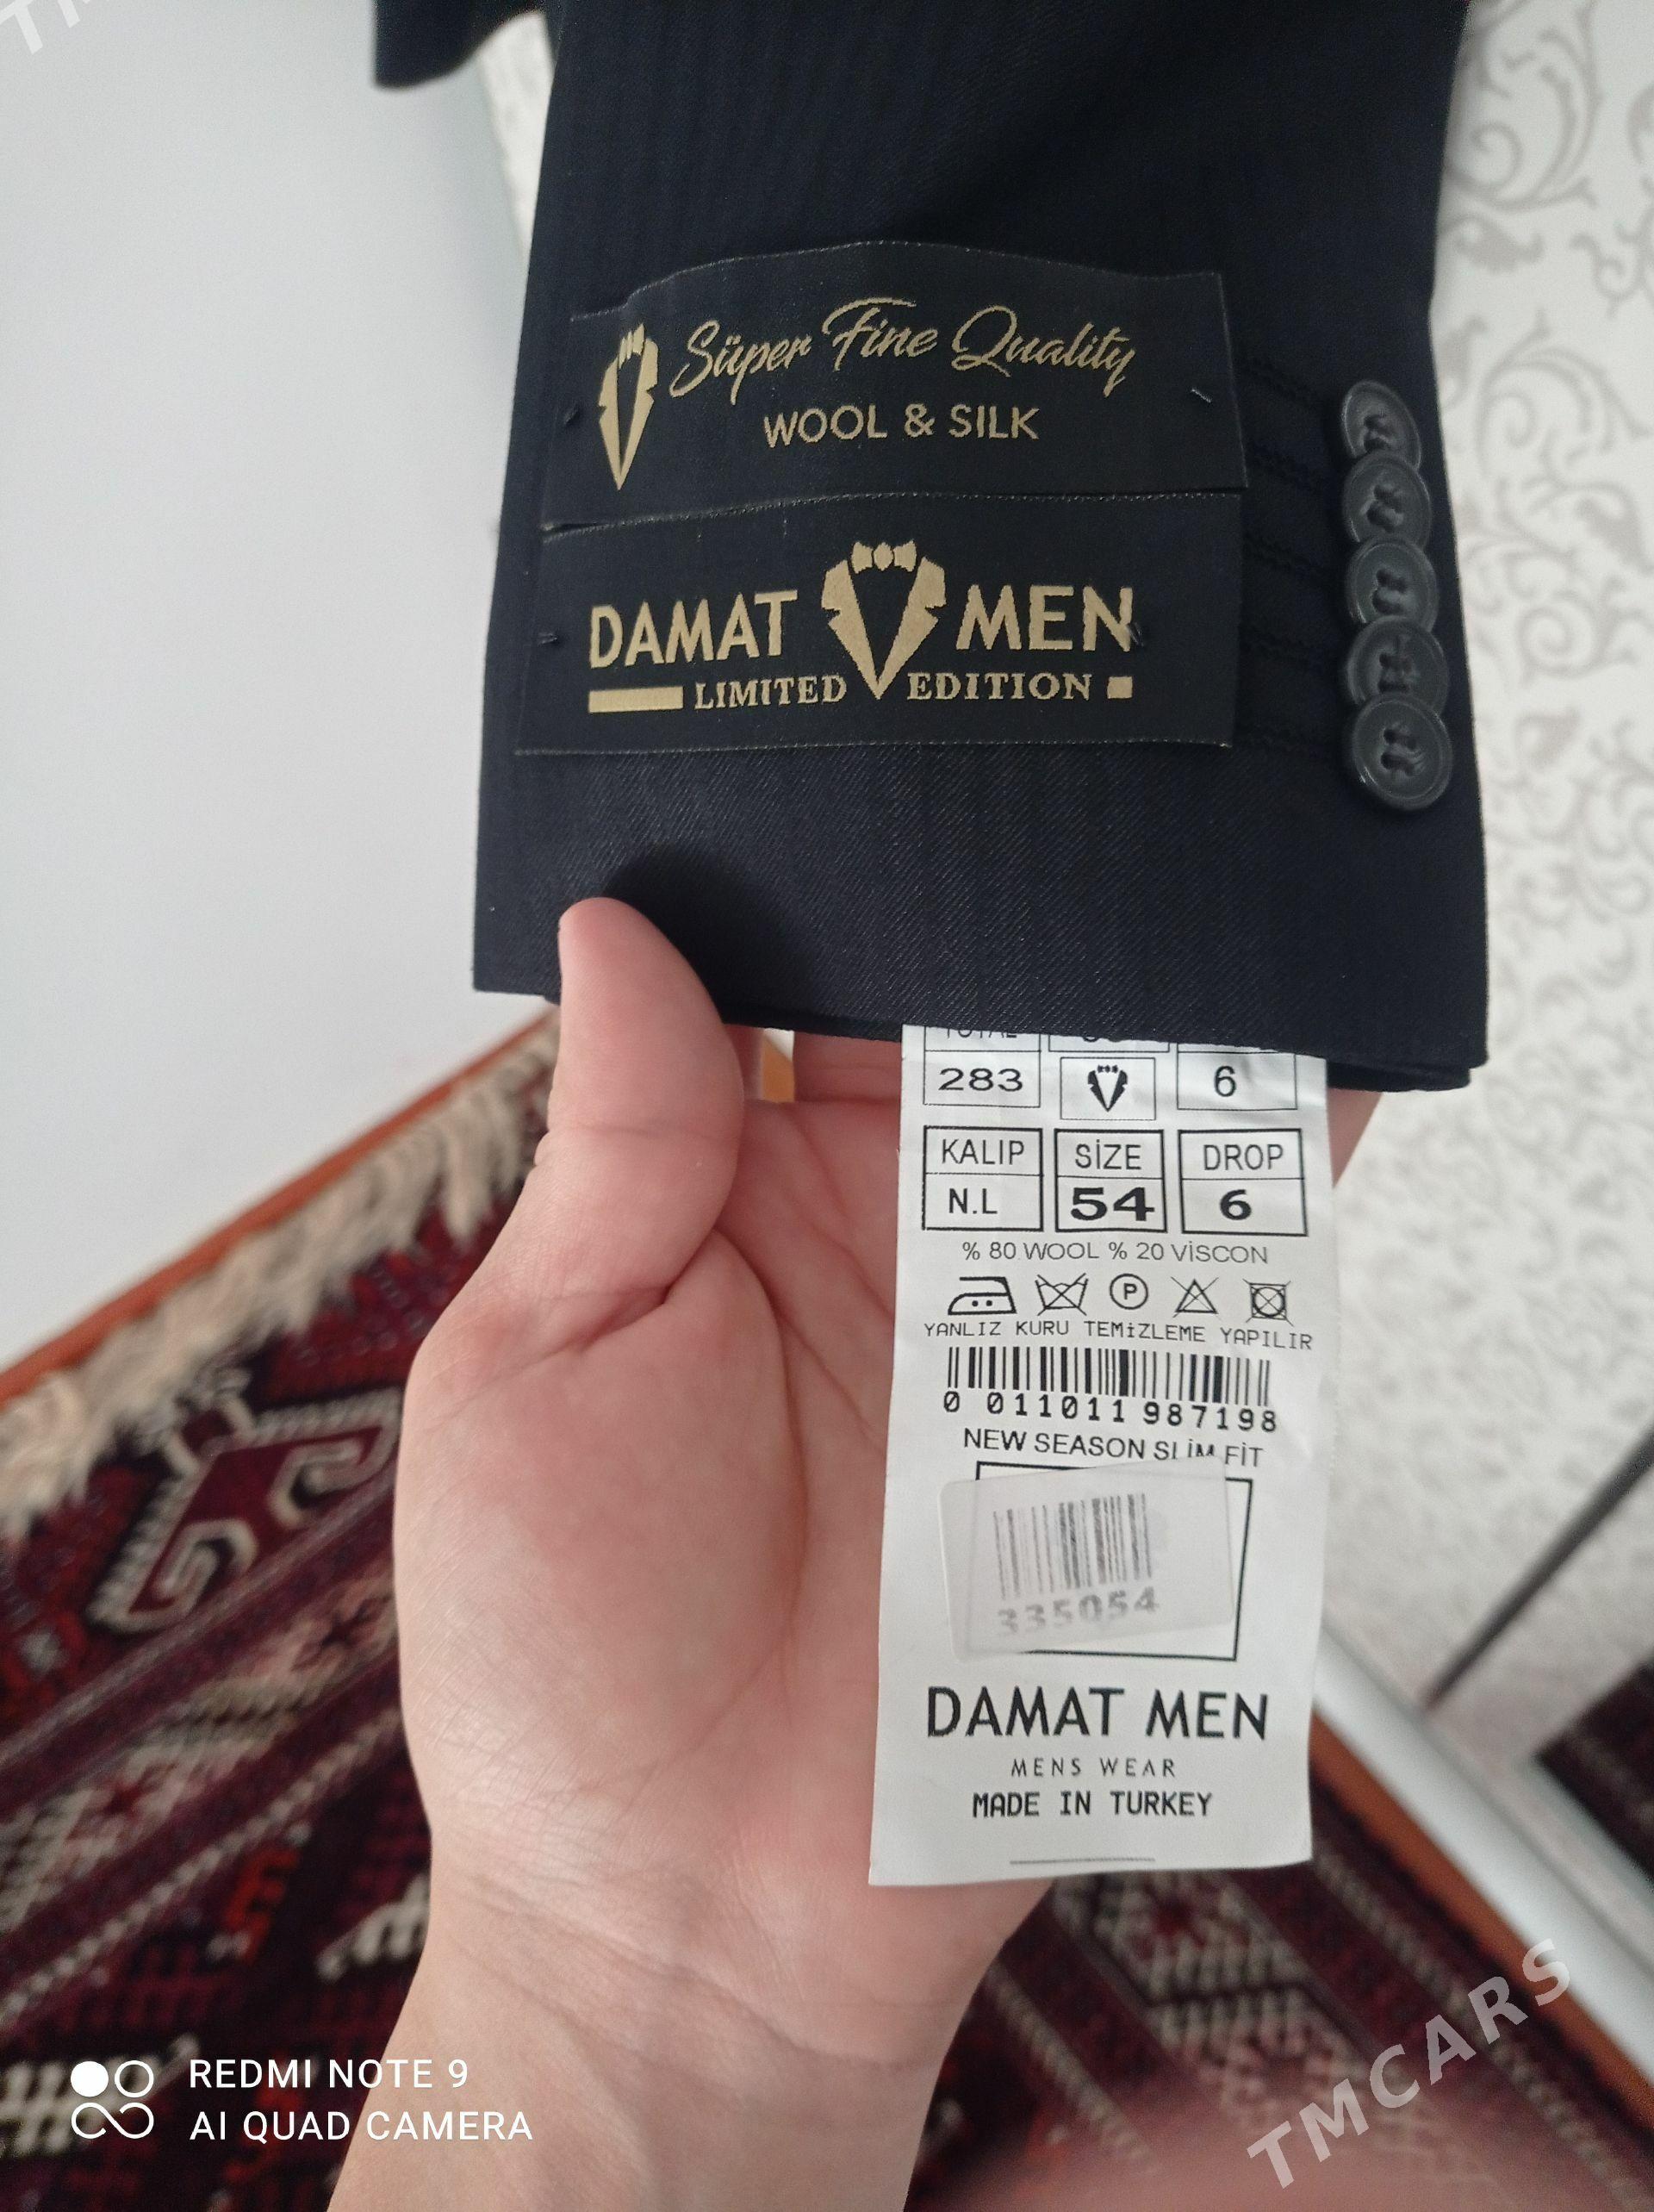 Süper Fine Quality
WOOL & SILK
DAMAT MEN
LIMITED EDITION
TOTAL
283 6
KALIP SİZE DROP
N.L 54 6
% 80 WOOL % 20 VİSCON
P
YANLIZ KURU TEMİZLEME YAPILIR
0 011011 987198
NEW SEASON SLİM FİT
335054
DAMAT MEN
MENS WEAR
MADE IN TURKEY
REDMI NOTE 9
AI QUAD CAMERA
TMCARS